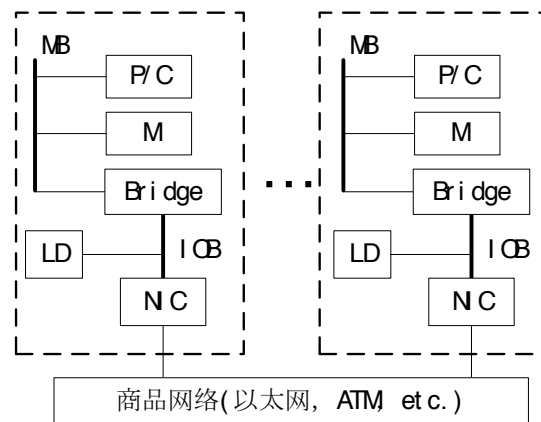 MB
P/C
M
Bridge
LD
IOB
NIC
...
MB
P/C
M
Bridge
LD
IOB
NIC
商品网络(以太网, ATM, etc.)